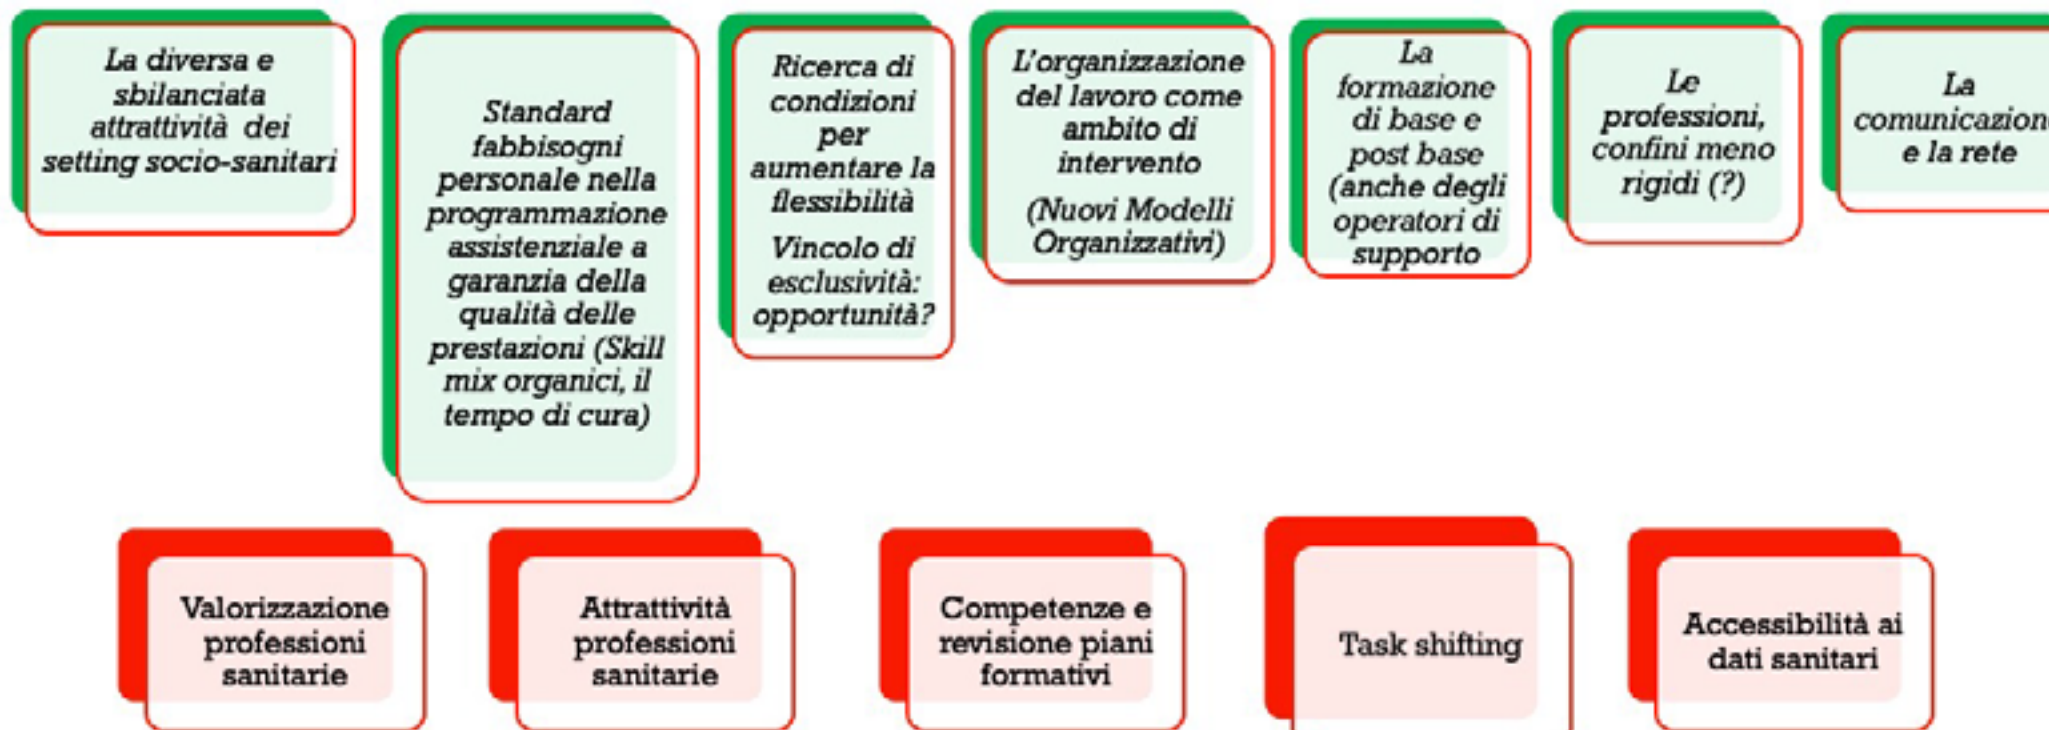 La diversa e
sbilanciata
attrattività dei
setting socio-sanitari
Standard
fabbisogni
personale nella
programmazione
assistenziale a
garanzia della
qualità delle
prestazioni (Skill
mix organici, il
tempo di cura)
Ricerca di
condizioni
per
aumentare la
flessibilità
Vincolo di
esclusività:
opportunità?
L'organizzazione
del lavoro come
ambito di
intervento
(Nuovi Modelli
Organizzativi)
La
formazione
di base e
post base
(anche degli
operatori di
supporto
Le
professioni,
confini meno
rigidi (?)
La
comunicazione
e la rete
Valorizzazione
professioni
sanitarie
Attrattività
professioni
sanitarie
Competenze e
revisione piani
formativi
Task shifting
Accessibilità ai
dati sanitari